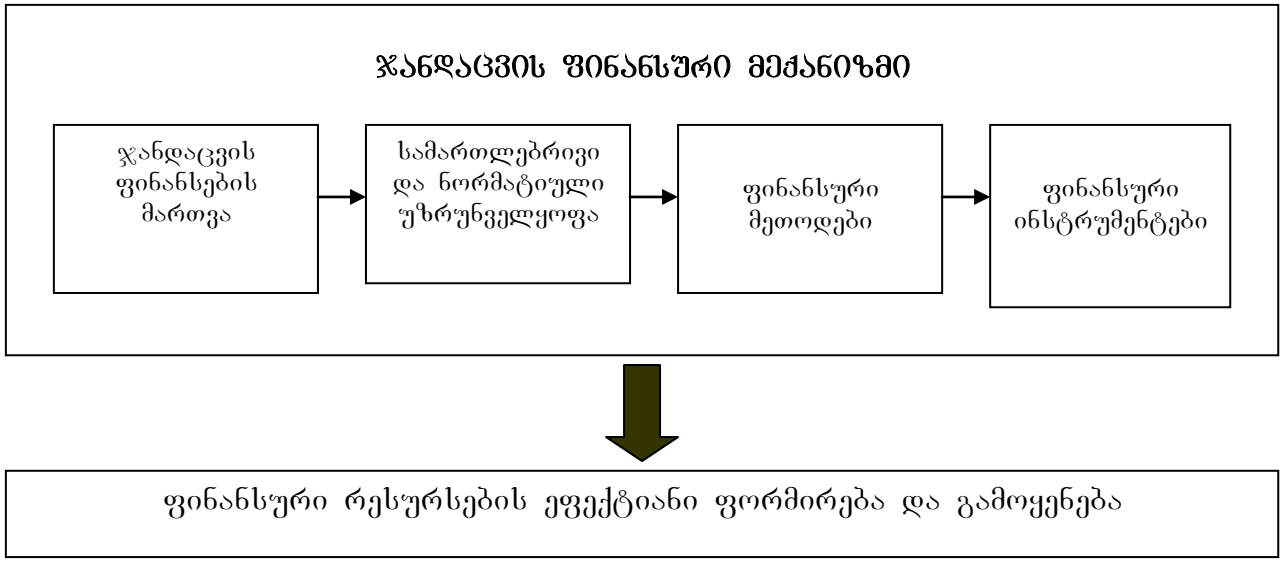 ჯანდაცვის ფინანსური მექანიზმი
ჯანდაცვის
ფინანსების
მართვა
სამართლებრივი
და ნორმატიული
უზრუნველყოფა
ფინანსური
მეთოდები
ფინანსური
ინსტრუმენტები
ფინანსური რესურსების ეფექტიანი ფორმირება და გამოყენება